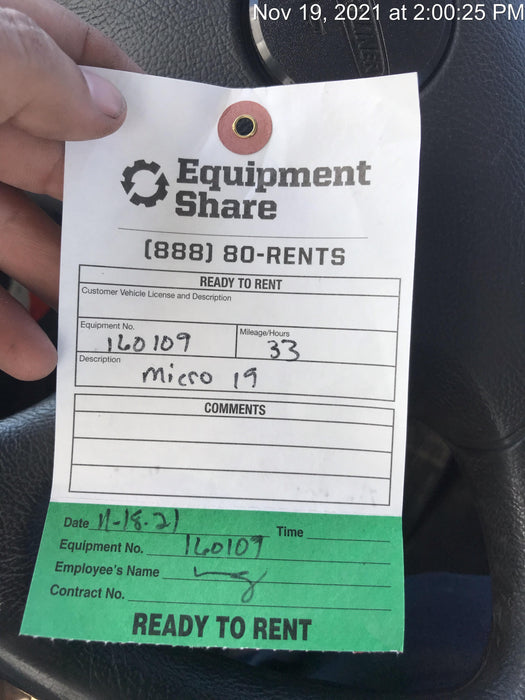 Nov 19, 2021 at 2:00:25 PM
Equipment
Share
(888) 80-RENTS
READY TO RENT
Customer Vehicle License and Description
Equipment No. Mileage/Hours
160109 33
Description
Micro 19
COMMENTS
Date 11-18-21 Time
Equipment No. 160109
Employee's Name
Contract No.
READY TO RENT